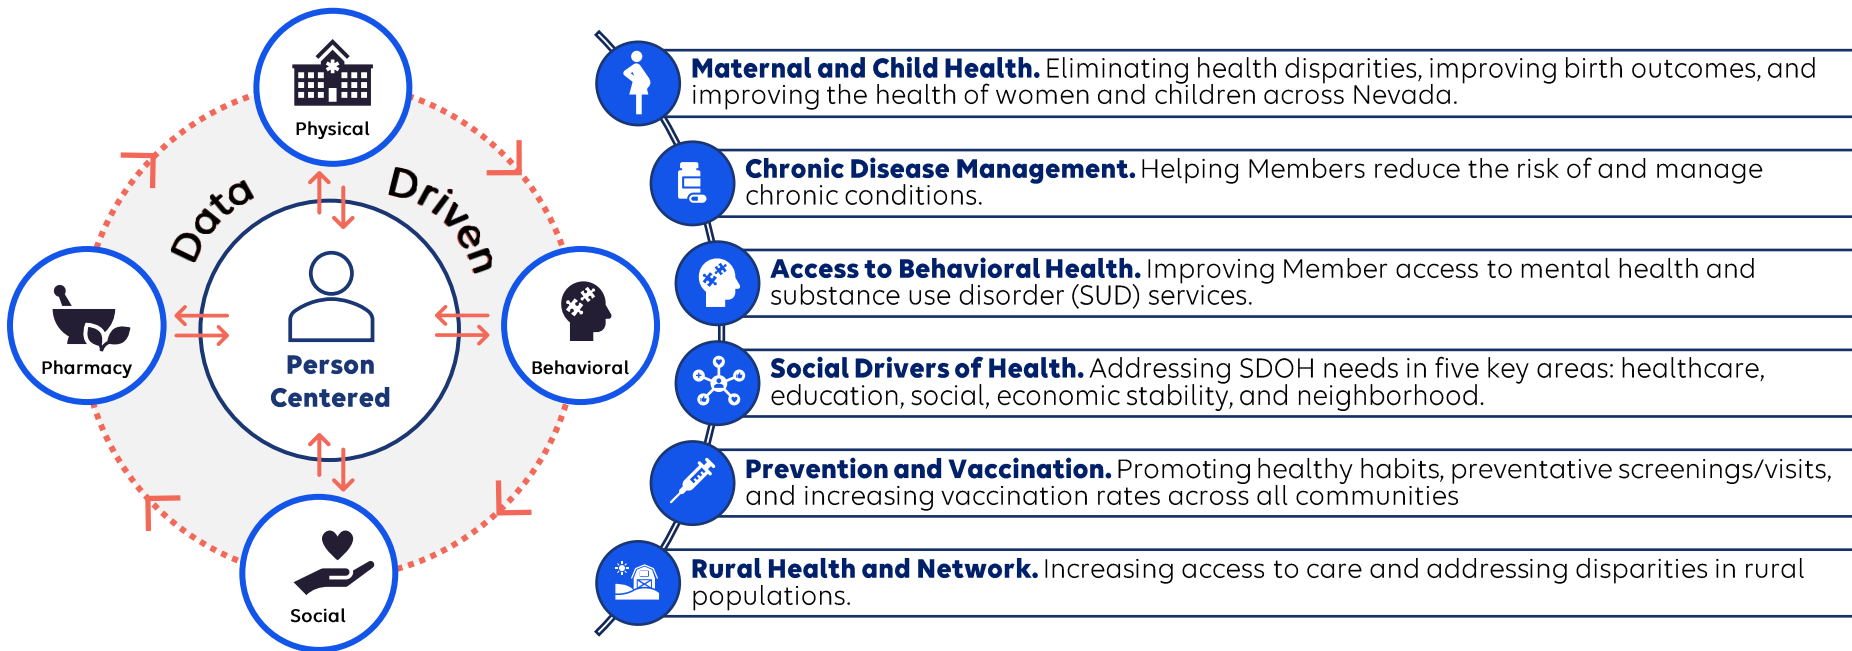 Physical
Data
Driven
Pharmacy
Person
Centered
Behavioral
Social
Maternal and Child Health. Eliminating health disparities, improving birth outcomes, and
improving the health of women and children across Nevada.
Chronic Disease Management. Helping Members reduce the risk of and manage
chronic conditions.
Access to Behavioral Health. Improving Member access to mental health and
substance use disorder (SUD) services.
Social Drivers of Health. Addressing SDOH needs in five key areas: healthcare,
education, social, economic stability, and neighborhood.
Prevention and Vaccination. Promoting healthy habits, preventative screenings/visits,
and increasing vaccination rates across all communities
Rural Health and Network. Increasing access to care and addressing disparities in rural
populations.